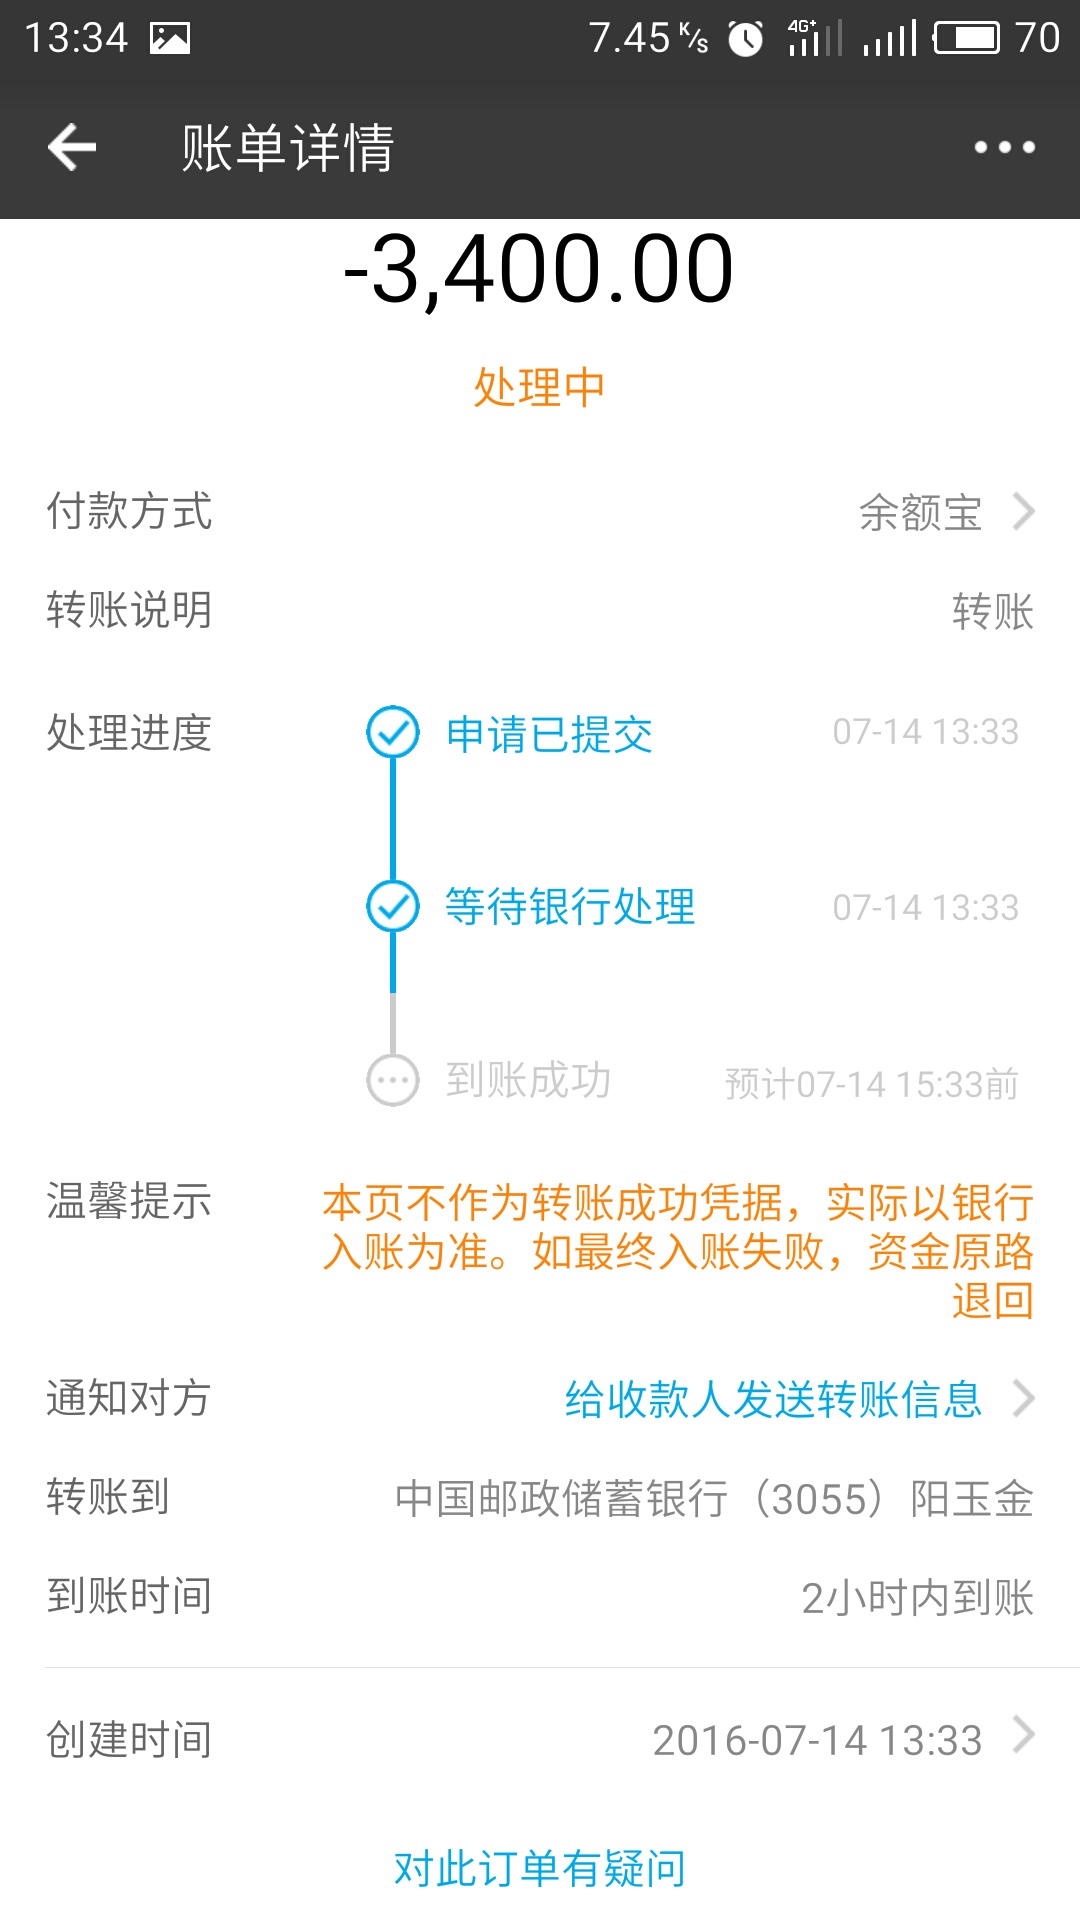 13:34 7.45 K/s 4G+ 70
账单详情
-3,400.00
处理中
付款方式 余额宝
转账说明 转账
处理进度 申请已提交 07-14 13:33
等待银行处理 07-14 13:33
到账成功 预计07-14 15:33前
温馨提示 本页不作为转账成功凭据，实际以银行
入账为准。如最终入账失败，资金原路
退回
通知对方 给收款人发送转账信息
转账到 中国邮政储蓄银行（3055）阳玉金
到账时间 2小时内到账
创建时间 2016-07-14 13:33
对此订单有疑问